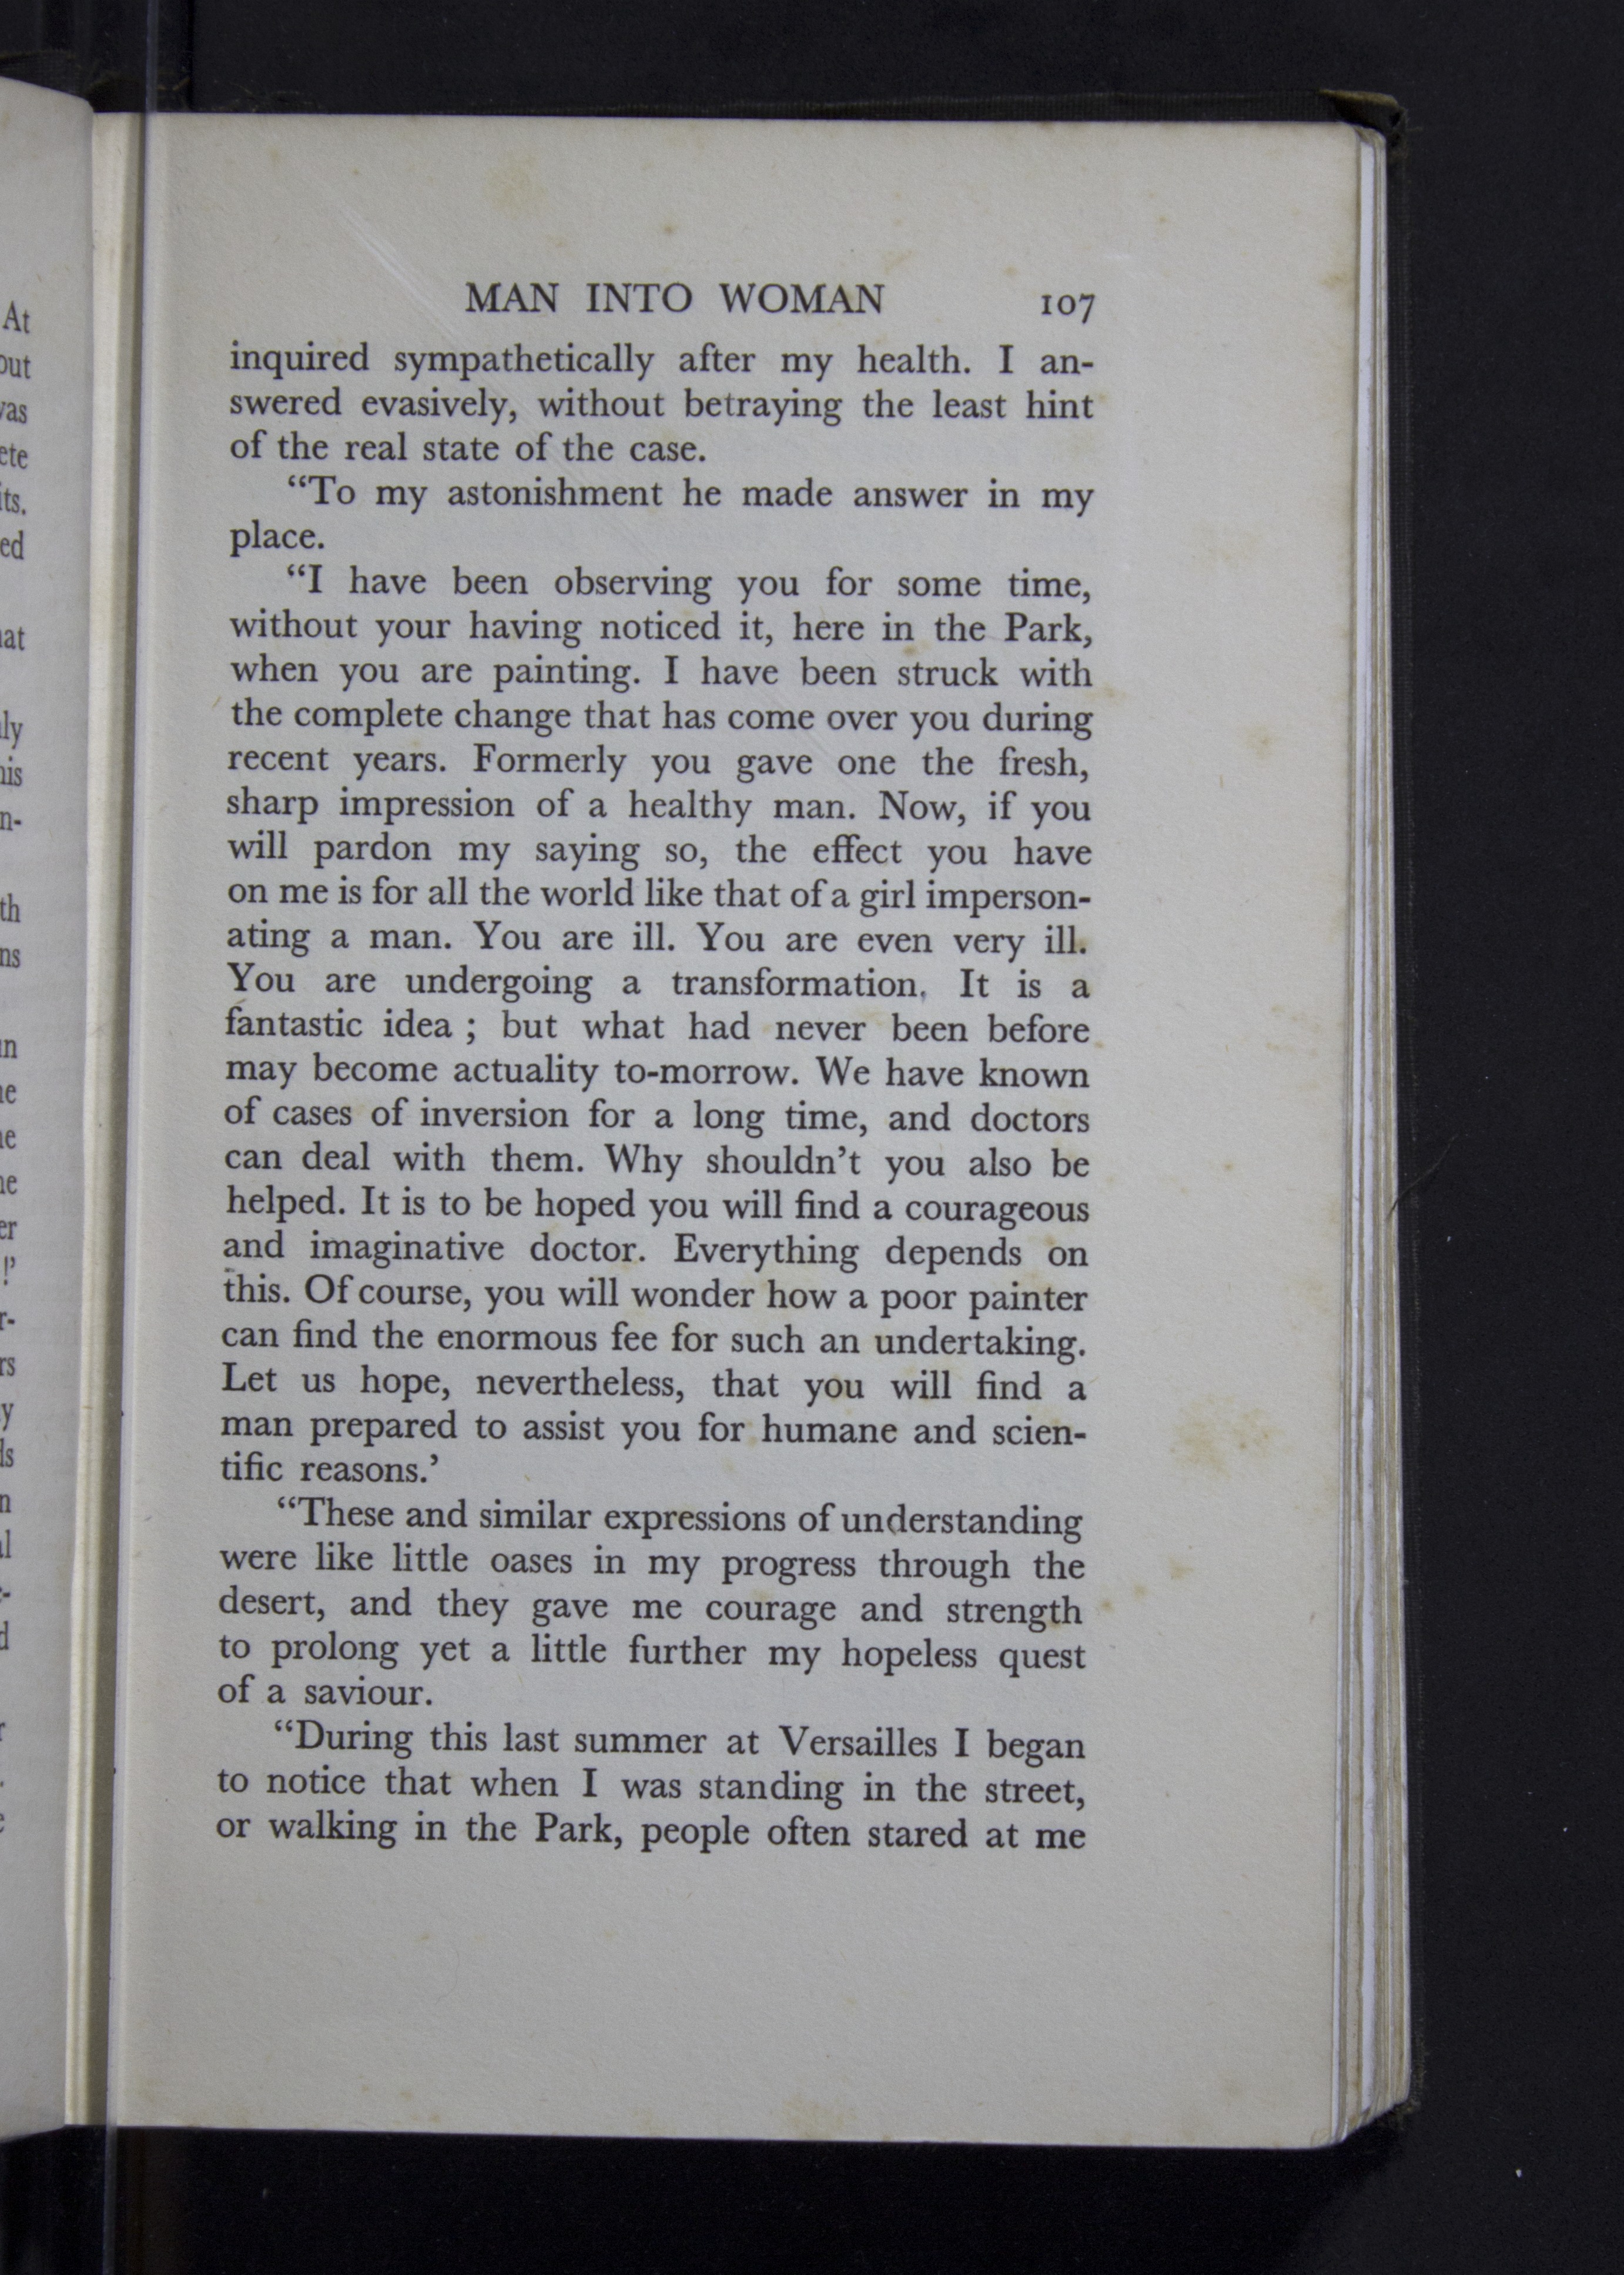 MAN INTO WOMAN 107
inquired sympathetically after my health. I an-
swered evasively, without betraying the least hint
of the real state of the case.
“To my astonishment he made answer in my
place.
“I have been observing you for some time,
without your having noticed it, here in the Park,
when you are painting. I have been struck with
the complete change that has come over you during
recent years. Formerly you gave one the fresh,
sharp impression of a healthy man. Now, if you
will pardon my saying so, the effect you have
on me is for all the world like that of a girl imperson-
ating a man. You are ill. You are even very ill.
You are undergoing a transformation. It is a
fantastic idea ; but what had never been before
may become actuality to-morrow. We have known
of cases of inversion for a long time, and doctors
can deal with them. Why shouldn’t you also be
helped. It is to be hoped you will find a courageous
and imaginative doctor. Everything depends on
this. Of course, you will wonder how a poor painter
can find the enormous fee for such an undertaking.
Let us hope, nevertheless, that you will find a
man prepared to assist you for humane and scien-
tific reasons.’
“These and similar expressions of understanding
were like little oases in my progress through the
desert, and they gave me courage and strength
to prolong yet a little further my hopeless quest
of a saviour.
“During this last summer at Versailles I began
to notice that when I was standing in the street,
or walking in the Park, people often stared at me